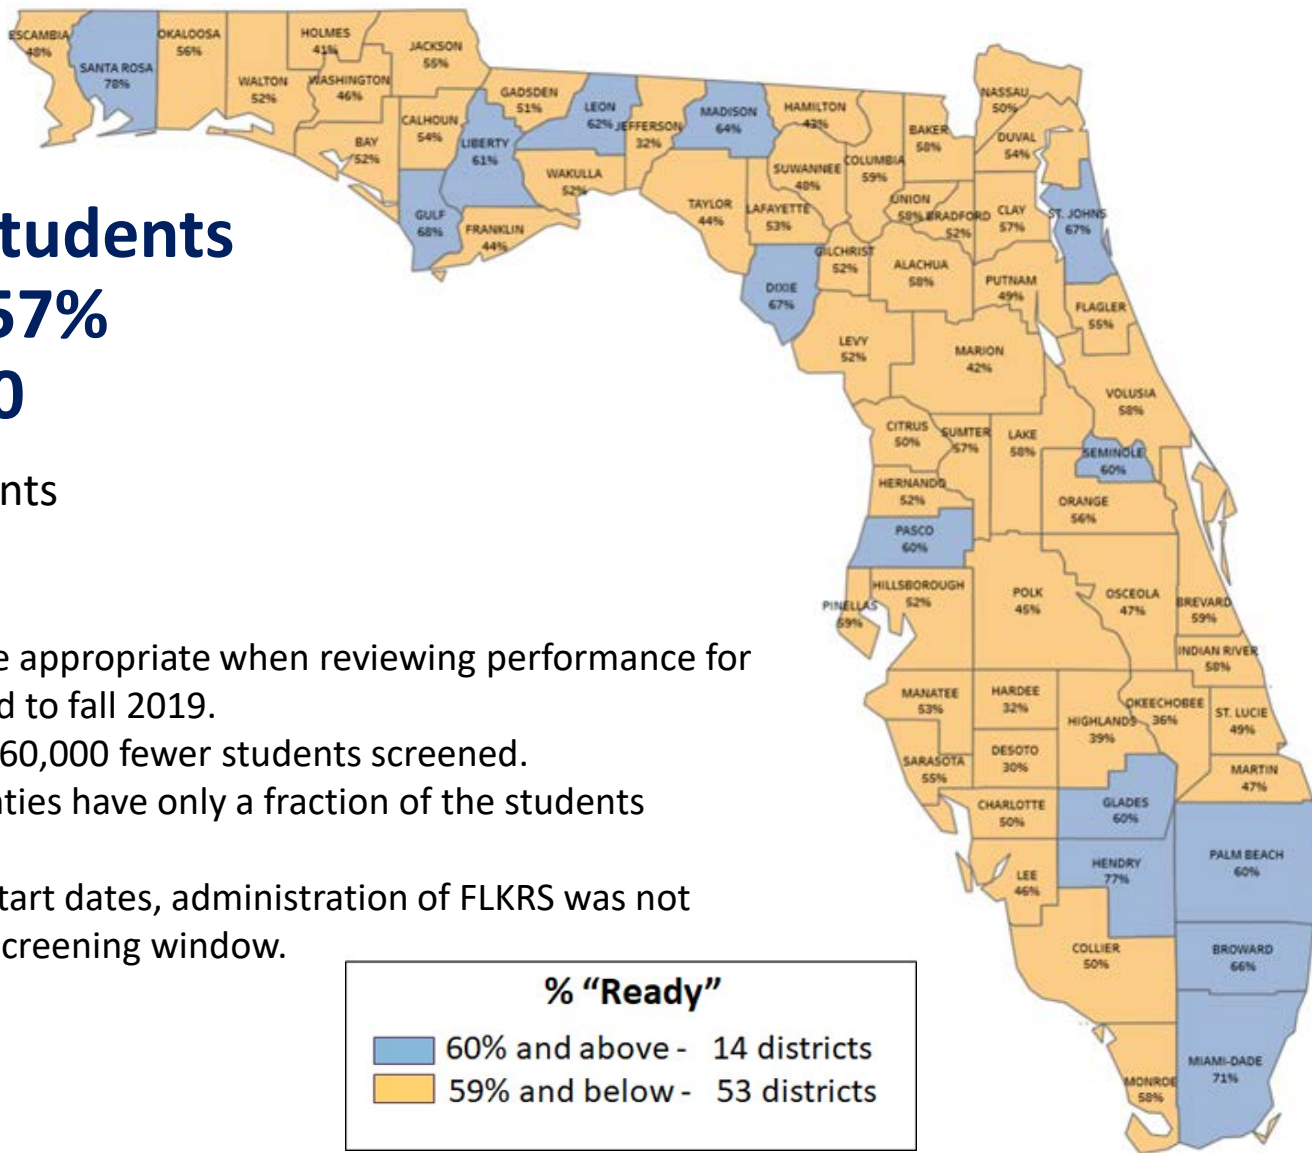 ESCAMBIA
48%
SANTA ROSA
78%
OKALOOSA
56%
WALTON
52%
HOLMES
41%
WASHINGTON
46%
JACKSON
55%
BAY
52%
CALHOUN
54%
GULF
68%
LIBERTY
61%
GADSDEN
51%
FRANKLIN
44%
LEON
62%
WAKULLA
52%
JEFFERSON
32%
MADISON
64%
TAYLOR
44%
HAMILTON
43%
SUWANNEE
48%
LAFAYETTE
53%
DIXIE
67%
COLUMBIA
59%
GILCHRIST
52%
BAKER
58%
UNION
58%
BRADFORD
52%
ALACHUA
58%
NASSAU
50%
DUVAL
54%
CLAY
57%
ST. JOHNS
67%
PUTNAM
49%
FLAGLER
55%
LEVY
52%
MARION
42%
VOLUSIA
58%
CITRUS
50%
SUMTER
57%
LAKE
58%
SEMINOLE
60%
HERNANDO
52%
ORANGE
56%
PASCO
60%
PINELLAS
59%
HILLSBOROUGH
52%
POLK
45%
OSCEOLA
47%
BREVARD
59%
INDIAN RIVER
58%
MANATEE
53%
HARDEE
32%
HIGHLANDS
39%
OKEECHOBEE
36%
ST. LUCIE
49%
SARASOTA
55%
DESOTO
30%
MARTIN
47%
CHARLOTTE
50%
GLADES
60%
LEE
46%
HENDRY
77%
PALM BEACH
60%
COLLIER
50%
BROWARD
66%
MONROE
58%
MIAMI-DADE
71%
tudents
57%
0
nts
e appropriate when reviewing performance for
d to fall 2019.
60,000 fewer students screened.
nties have only a fraction of the students
tart dates, administration of FLKRS was not
creening window.
% “Ready”
60% and above - 14 districts
59% and below - 53 districts